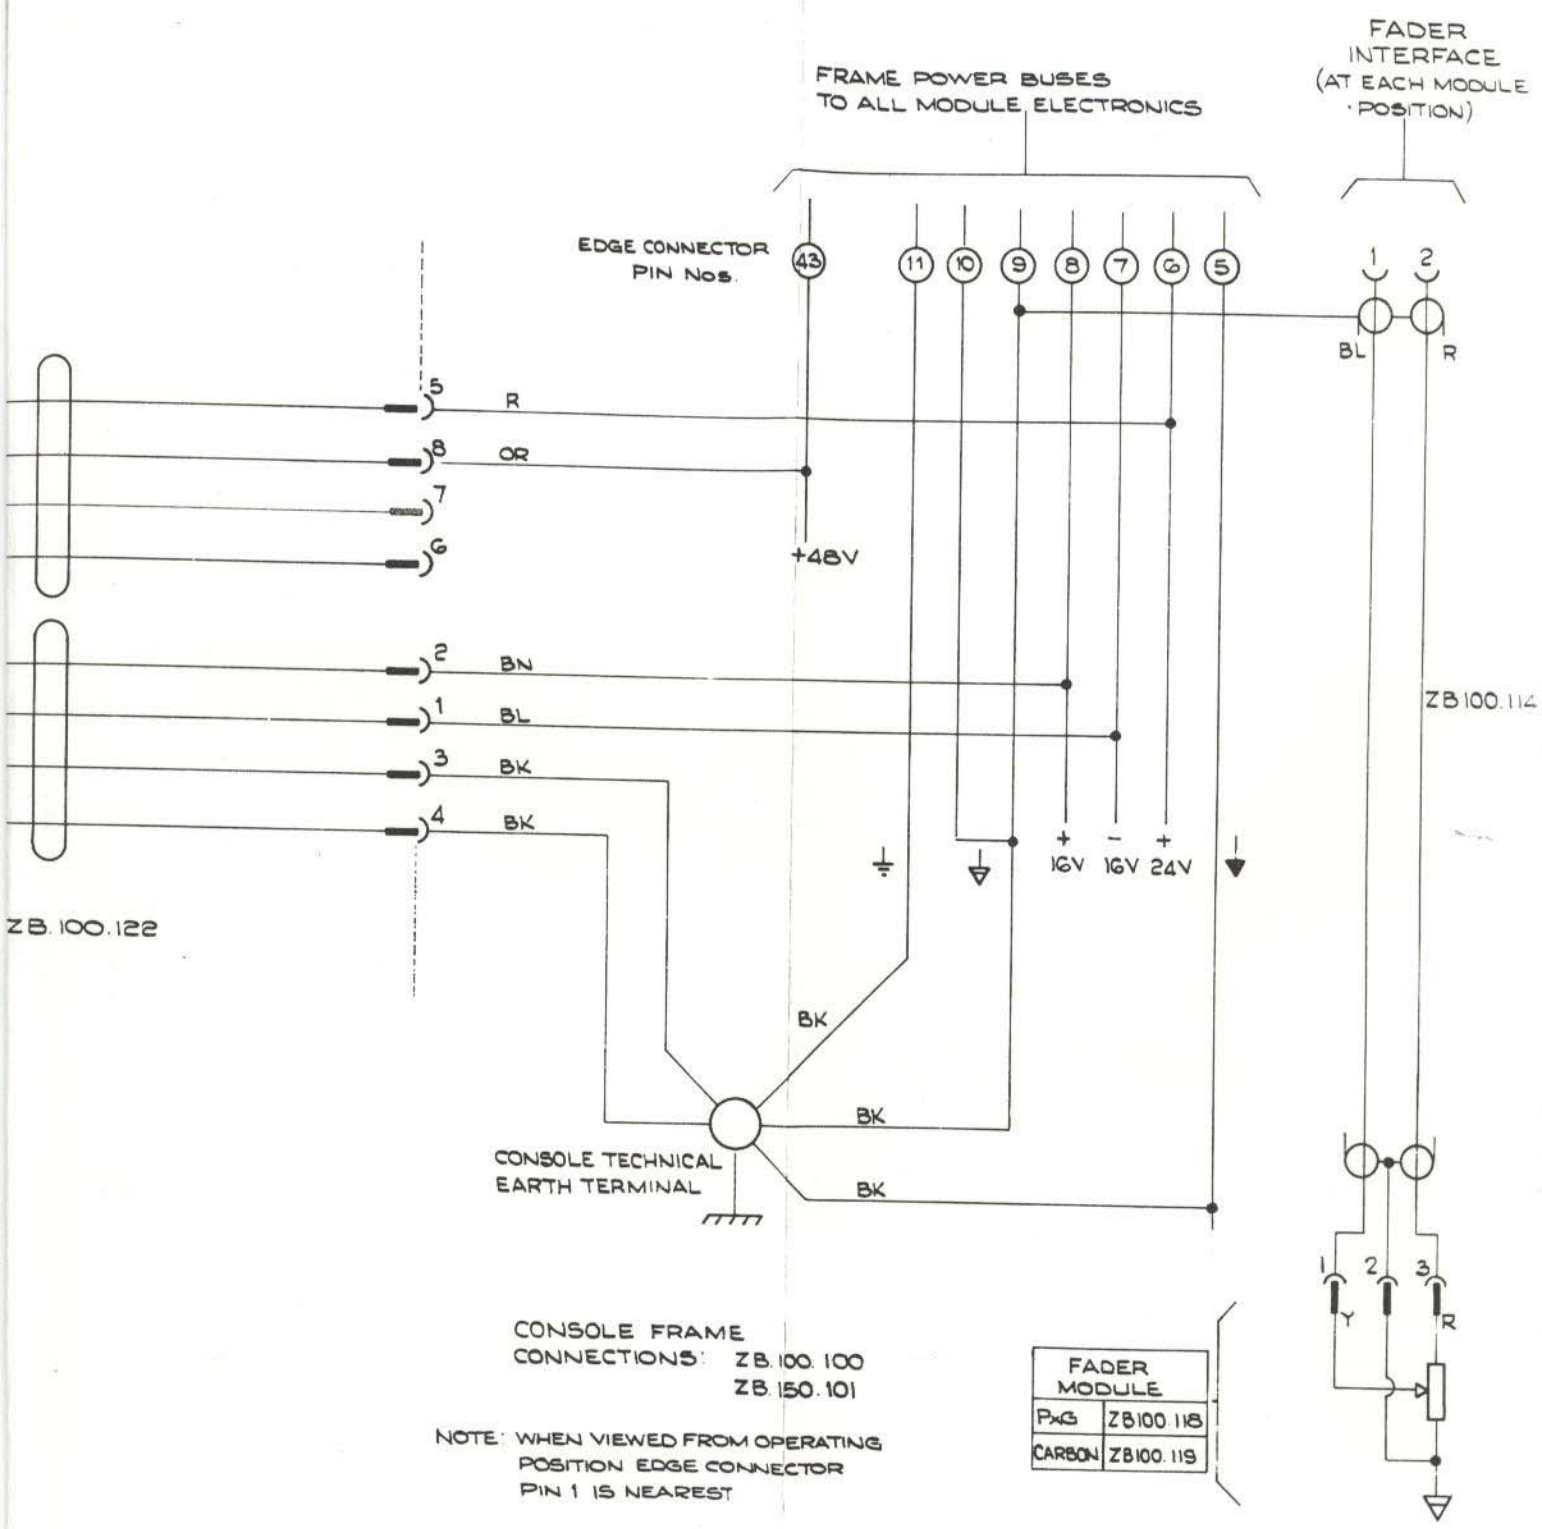 FADER
INTERFACE
(AT EACH MODULE
POSITION)
FRAME POWER BUSES
TO ALL MODULE ELECTRONICS
EDGE CONNECTOR
PIN Nos.
43
11
10
9
8
7
6
5
1
2
BL
R
5
R
8
OR
7
6
+48V
2
BN
1
BL
3
BK
4
BK
ZB.100.122
+
16V
-
16V
+
24V
BK
BK
BK
CONSOLE TECHNICAL
EARTH TERMINAL
1
2
3
Y
R
CONSOLE FRAME
CONNECTIONS: ZB.100.100
ZB.150.101
NOTE: WHEN VIEWED FROM OPERATING
POSITION EDGE CONNECTOR
PIN 1 IS NEAREST
FADER
MODULE
P&G ZB100.118
CARBON ZB100.119